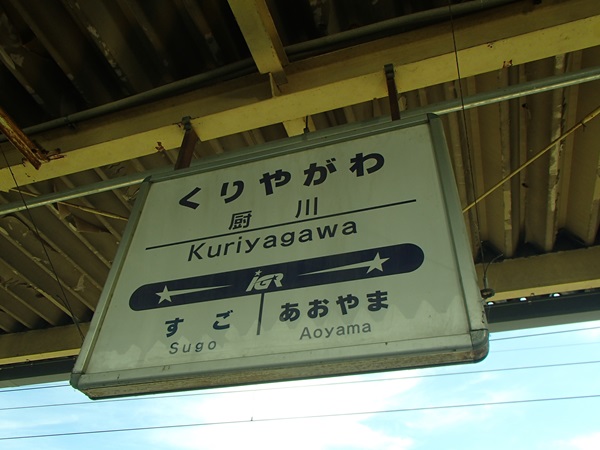 くりやがわ
厨川
Kuriyagawa
IGR
すご あおやま
Sugo Aoyama